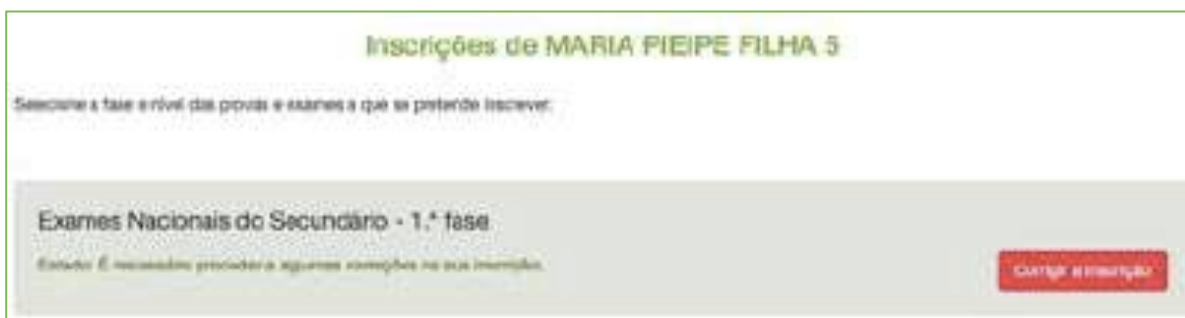 Inscrições de MARIA PIEIPE FILHA 5
Selecione a fase e nível das provas e exames a que se pretende inscrever:
Exames Nacionais do Secundário - 1.ª fase
Estado: É necessário proceder a algumas correções na sua inscrição.
Corrigir a inscrição